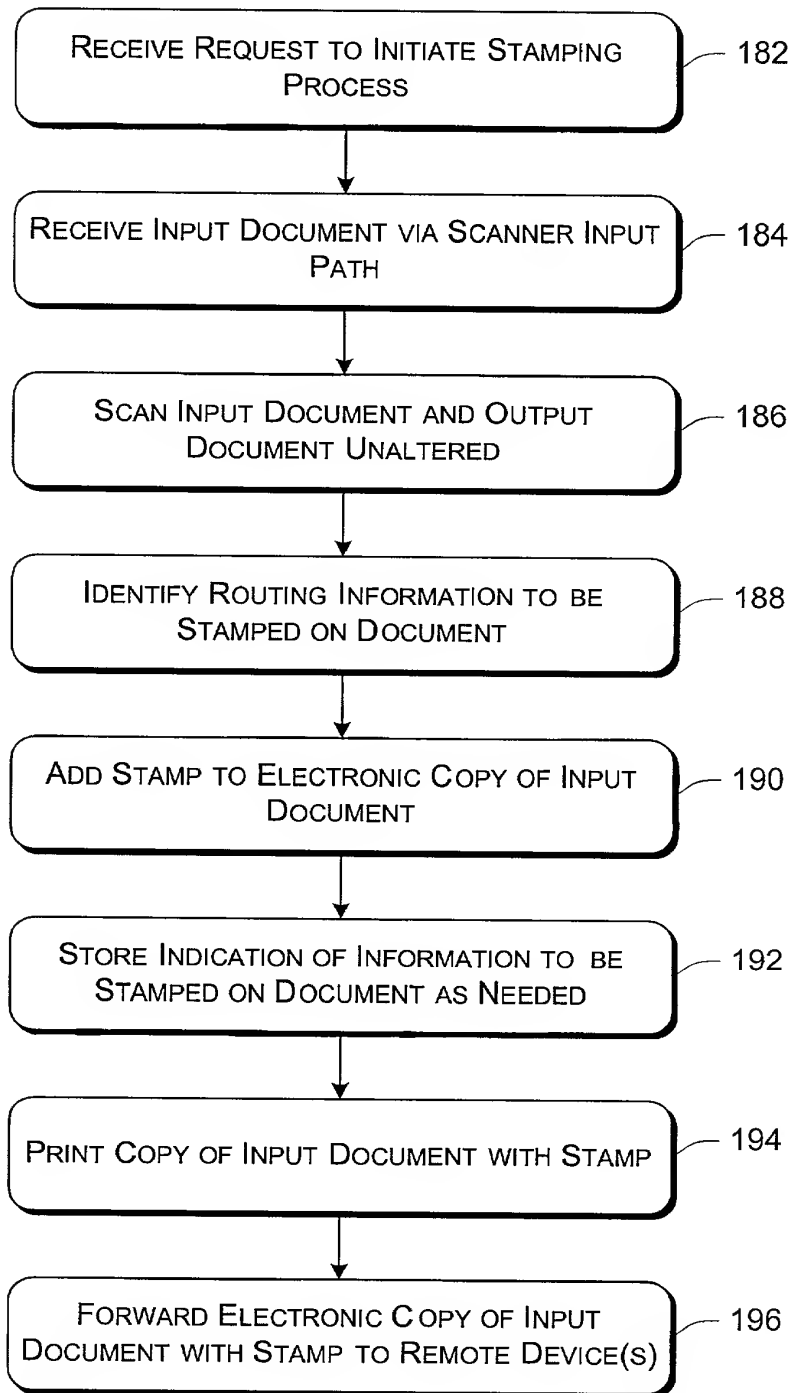 RECEIVE REQUEST TO INITIATE STAMPING
PROCESS
182
RECEIVE INPUT DOCUMENT VIA SCANNER INPUT
PATH
184
SCAN INPUT DOCUMENT AND OUTPUT
DOCUMENT UNALTERED
186
IDENTIFY ROUTING INFORMATION TO BE
STAMPED ON DOCUMENT
188
ADD STAMP TO ELECTRONIC COPY OF INPUT
DOCUMENT
190
STORE INDICATION OF INFORMATION TO BE
STAMPED ON DOCUMENT AS NEEDED
192
PRINT COPY OF INPUT DOCUMENT WITH STAMP
194
FORWARD ELECTRONIC COPY OF INPUT
DOCUMENT WITH STAMP TO REMOTE DEVICE(S)
196